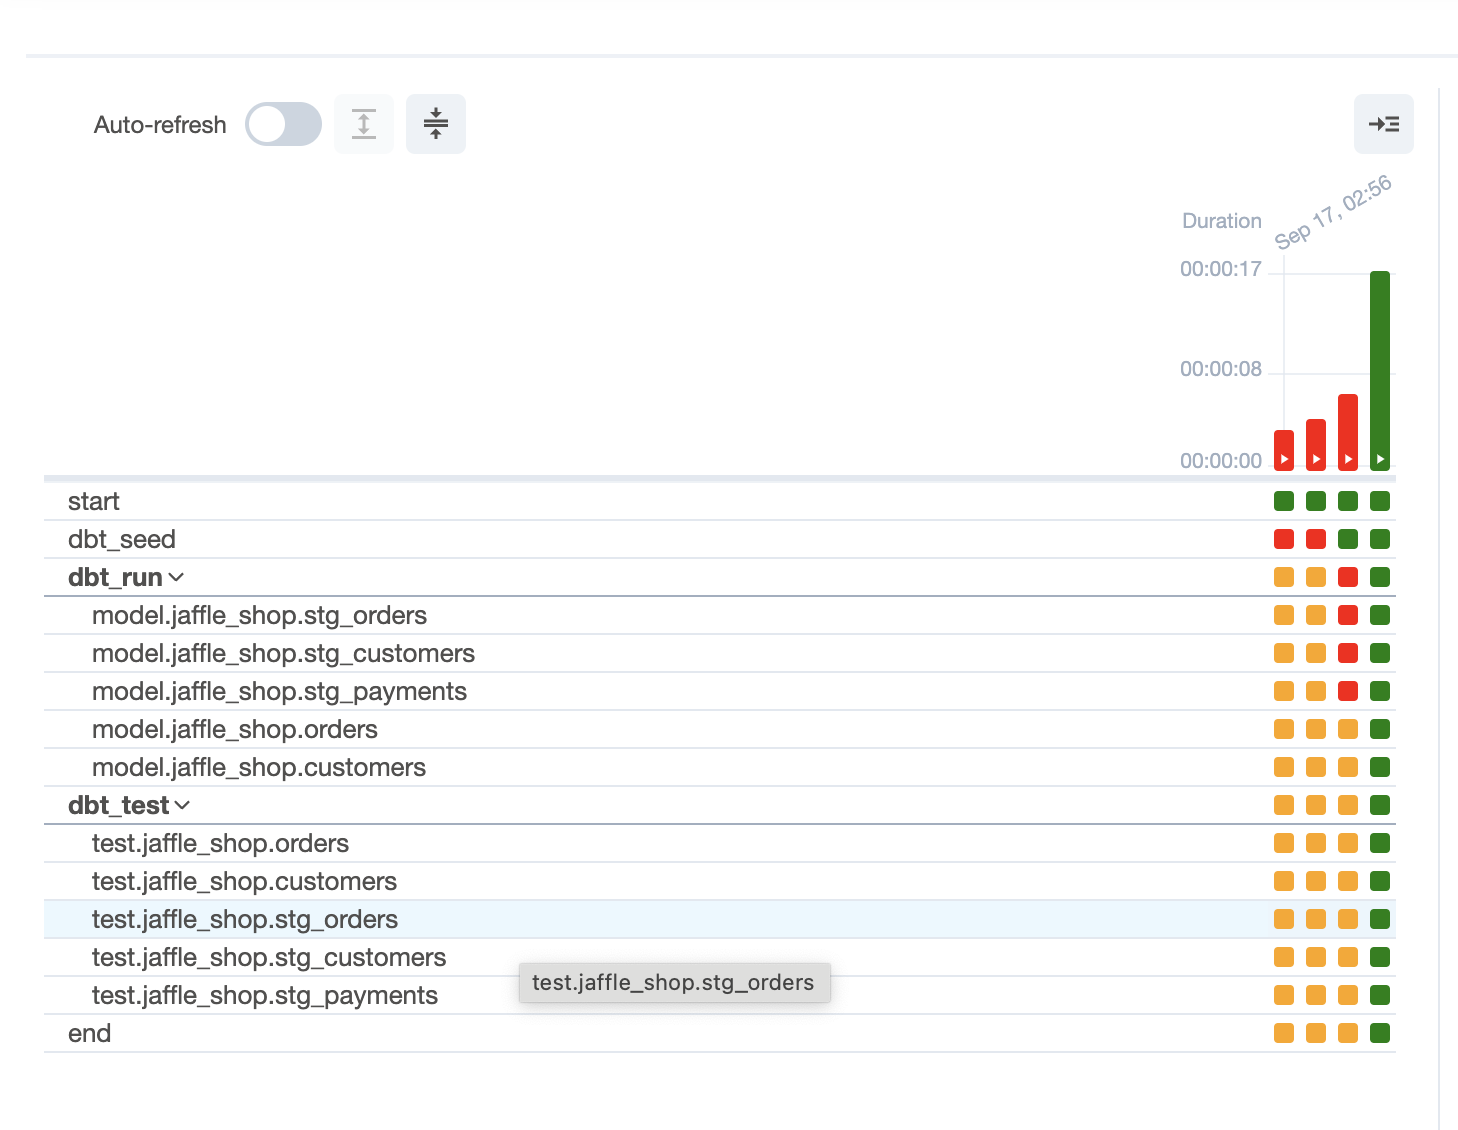 Auto-refresh
Sep 17, 02:56
Duration
00:00:17
00:00:08
00:00:00
start
dbt_seed
dbt_run
model.jaffle_shop.stg_orders
model.jaffle_shop.stg_customers
model.jaffle_shop.stg_payments
model.jaffle_shop.orders
model.jaffle_shop.customers
dbt_test
test.jaffle_shop.orders
test.jaffle_shop.customers
test.jaffle_shop.stg_orders
test.jaffle_shop.stg_customers
test.jaffle_shop.stg_orders
test.jaffle_shop.stg_payments
end